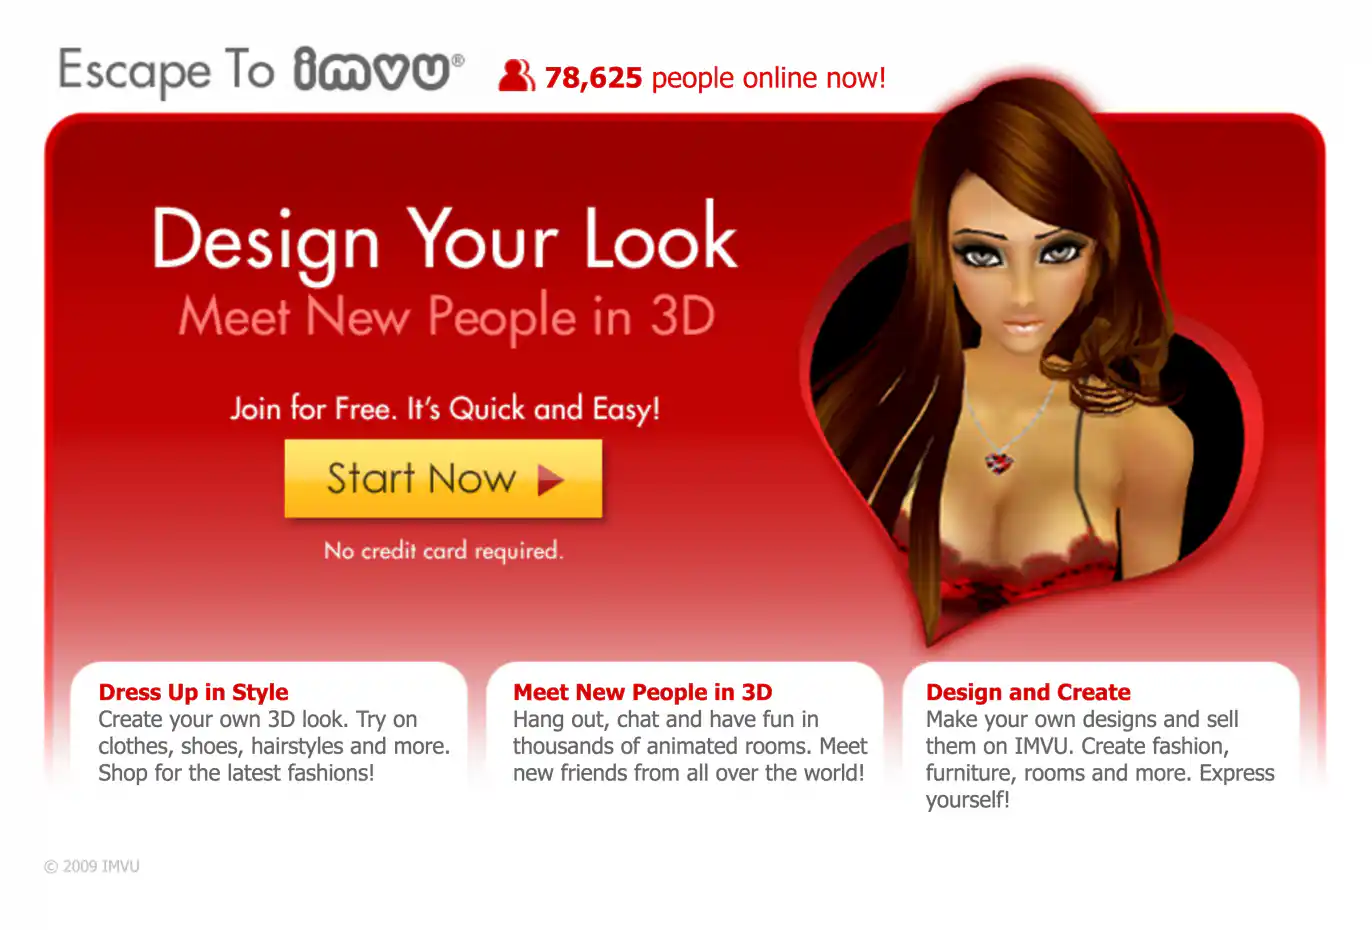 Escape To imvu®
78,625 people online now!
Design Your Look
Meet New People in 3D
Join for Free. It's Quick and Easy!
Start Now
No credit card required.
Dress Up in Style
Create your own 3D look. Try on
clothes, shoes, hairstyles and more.
Shop for the latest fashions!
Meet New People in 3D
Hang out, chat and have fun in
thousands of animated rooms. Meet
new friends from all over the world!
Design and Create
Make your own designs and sell
them on IMVU. Create fashion,
furniture, rooms and more. Express
yourself!
© 2009 IMVU